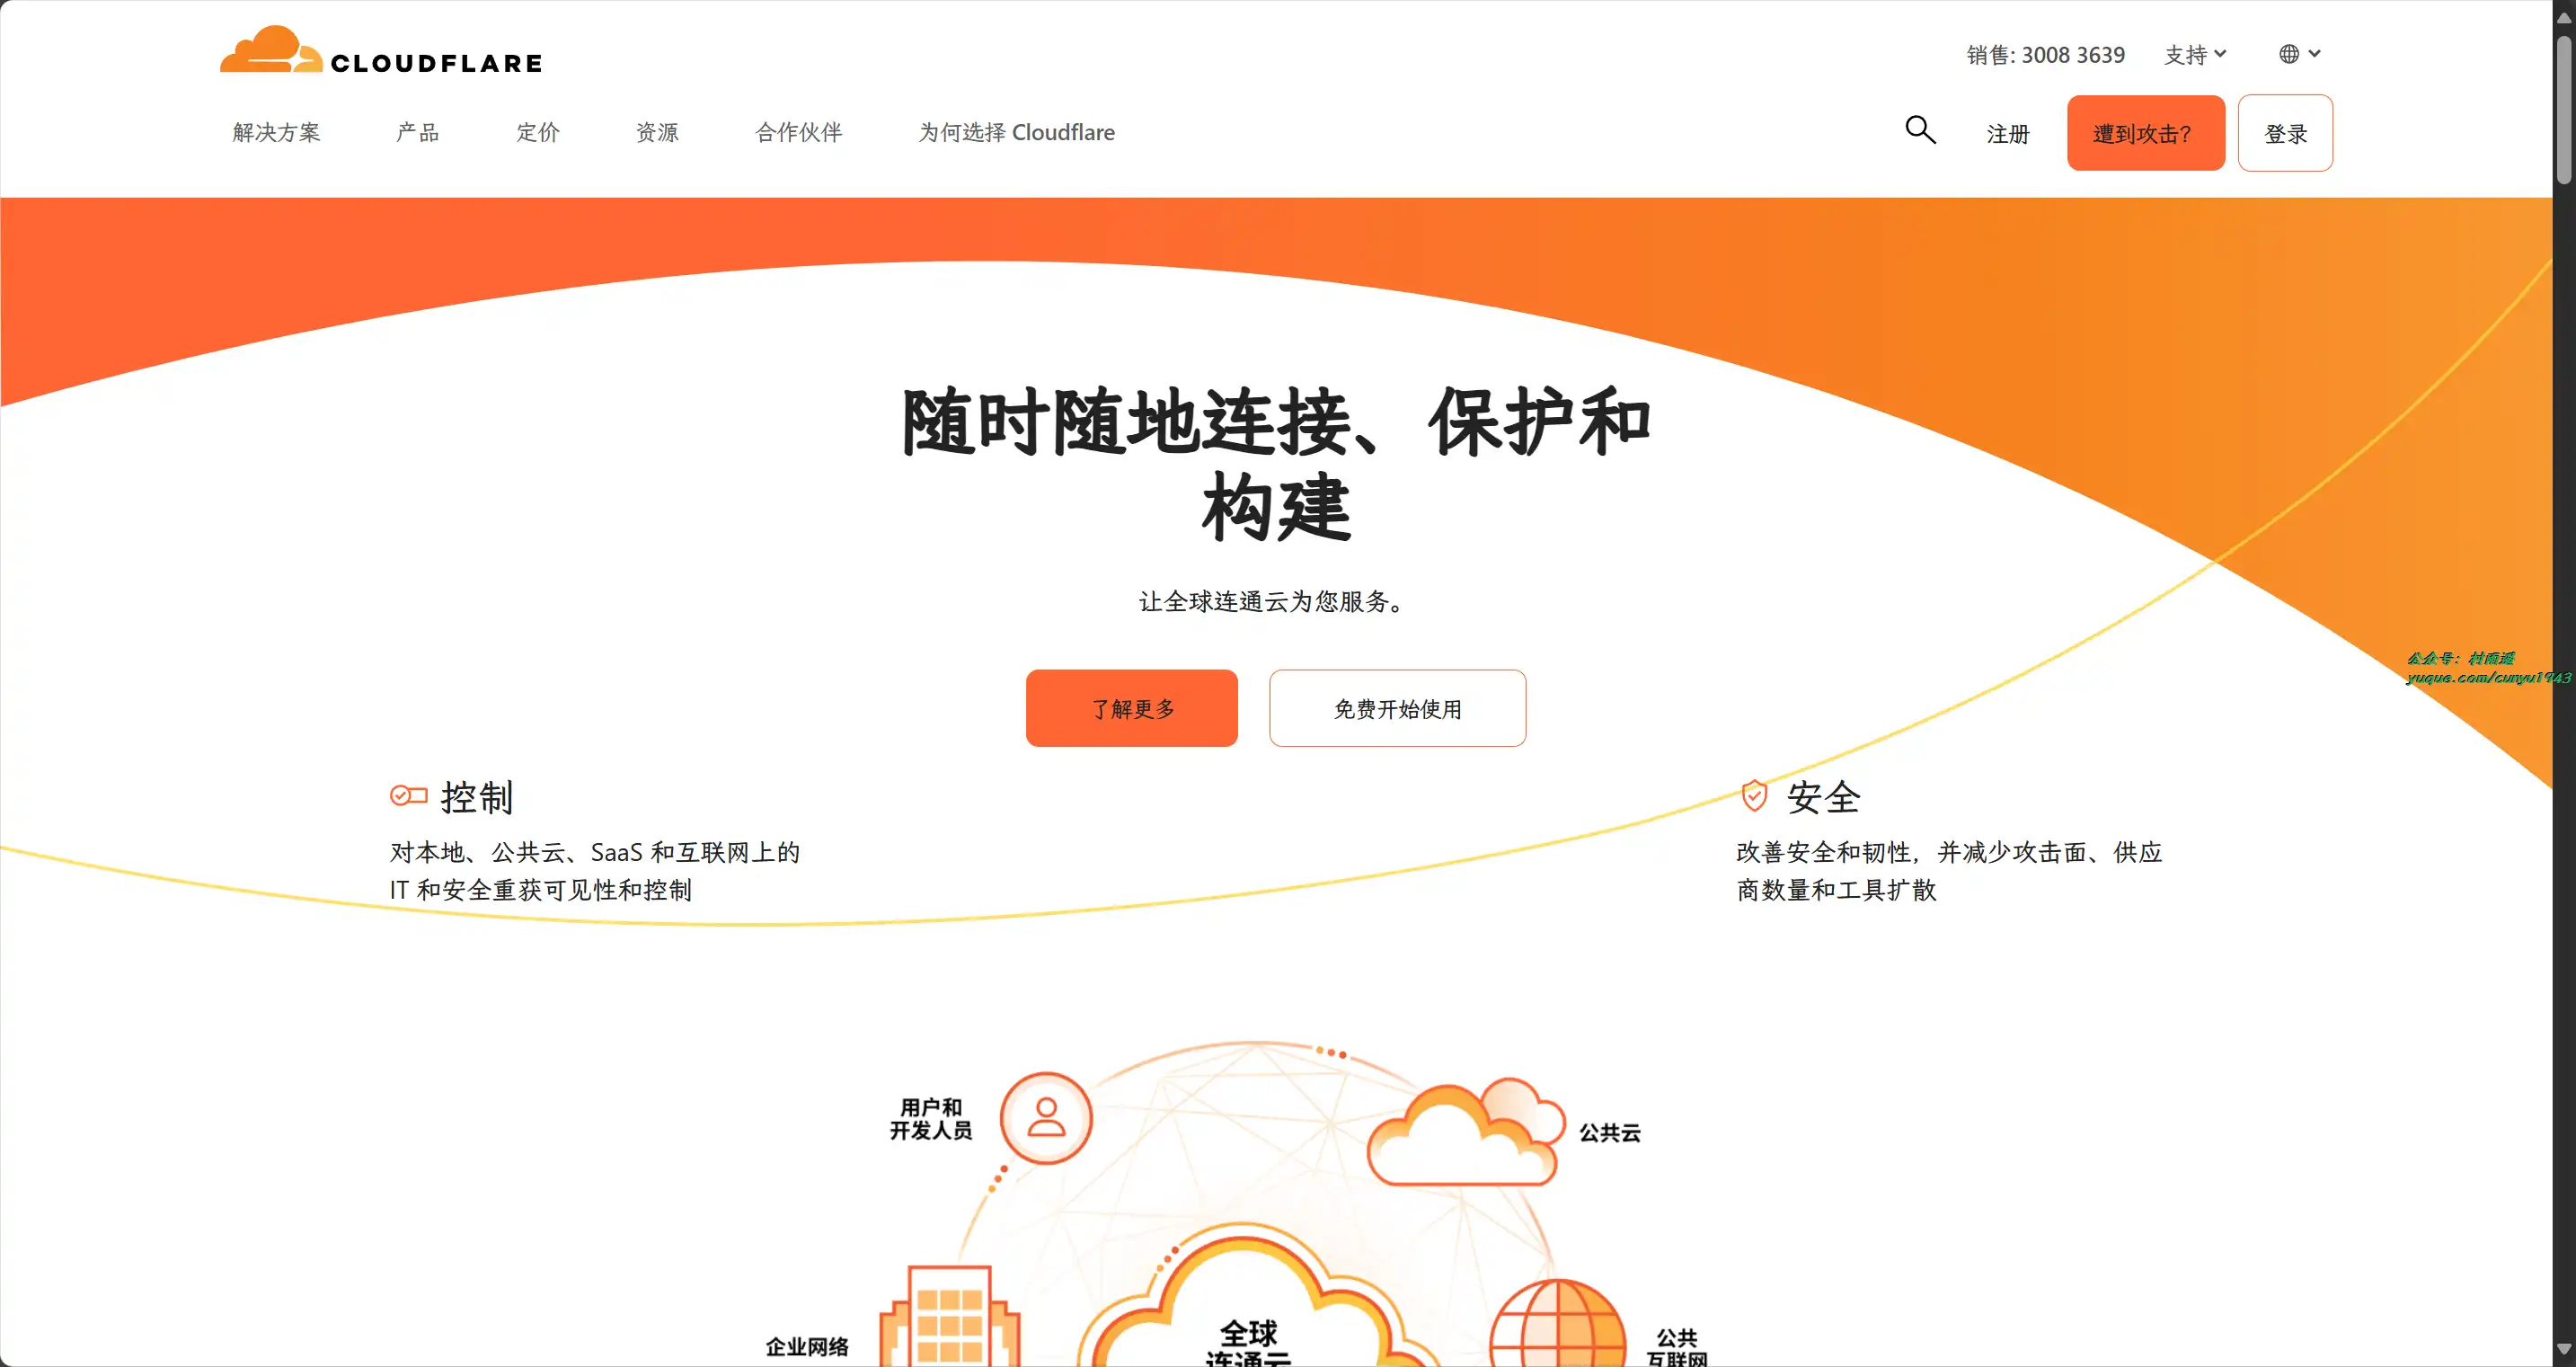 CLOUDFLARE
销售: 3008 3639
支持
解决方案
产品
定价
资源
合作伙伴
为何选择 Cloudflare
注册
遭到攻击?
登录
随时随地连接、保护和
构建
让全球连通云为您服务。
了解更多
免费开始使用
控制
对本地、公共云、SaaS 和互联网上的
IT 和安全重获可见性和控制
安全
改善安全和韧性，并减少攻击面、供应
商数量和工具扩散
公众号：村雨遥
yuque.com/cunyu1943
用户和
开发人员
公共云
企业网络
全球
连通云
公共
互联网